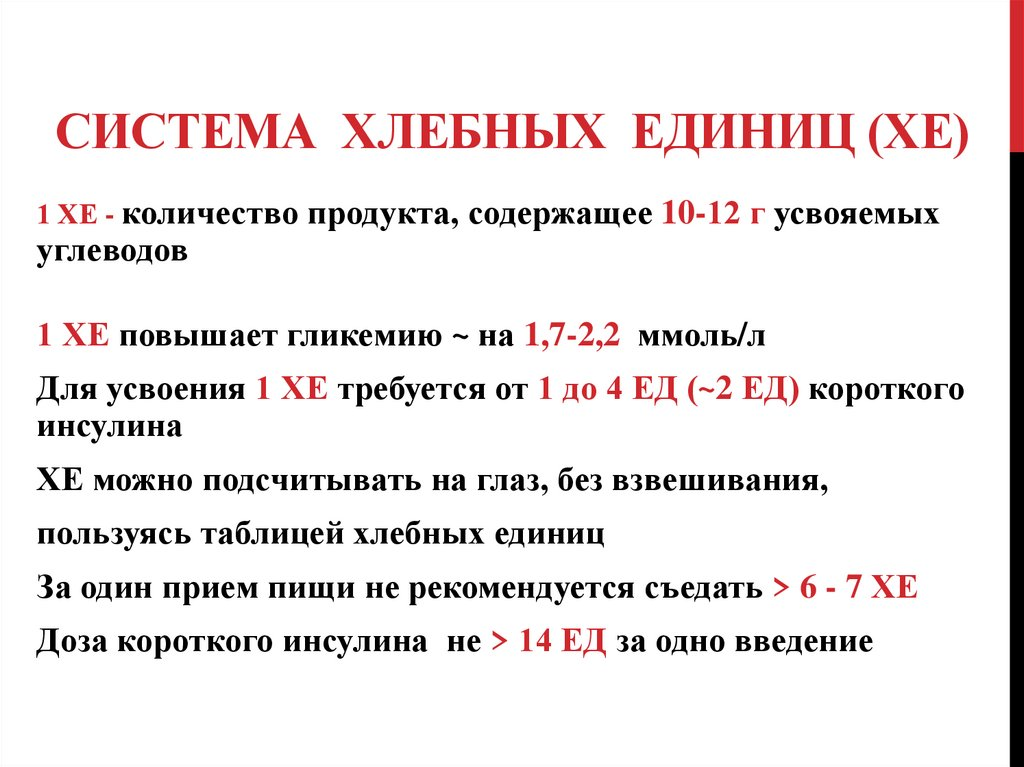 СИСТЕМА ХЛЕБНЫХ ЕДИНИЦ (ХЕ)
1 ХЕ - количество продукта, содержащее 10-12 г усвояемых
углеводов
1 ХЕ повышает гликемию ~ на 1,7-2,2 ммоль/л
Для усвоения 1 ХЕ требуется от 1 до 4 ЕД (~2 ЕД) короткого
инсулина
ХЕ можно подсчитывать на глаз, без взвешивания,
пользуясь таблицей хлебных единиц
За один прием пищи не рекомендуется съедать > 6 - 7 ХЕ
Доза короткого инсулина не > 14 ЕД за одно введение